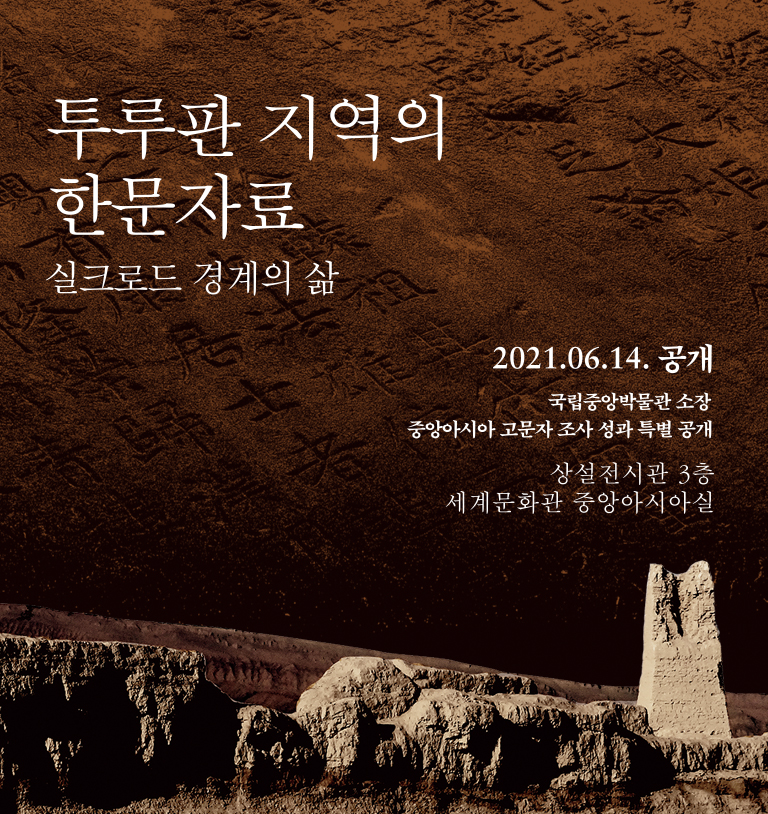 투루판 지역의
한문자료
실크로드 경계의 삶
2021.06.14. 공개
국립중앙박물관 소장
중앙아시아 고문자 조사 성과 특별 공개
상설전시관 3층
세계문화관 중앙아시아실